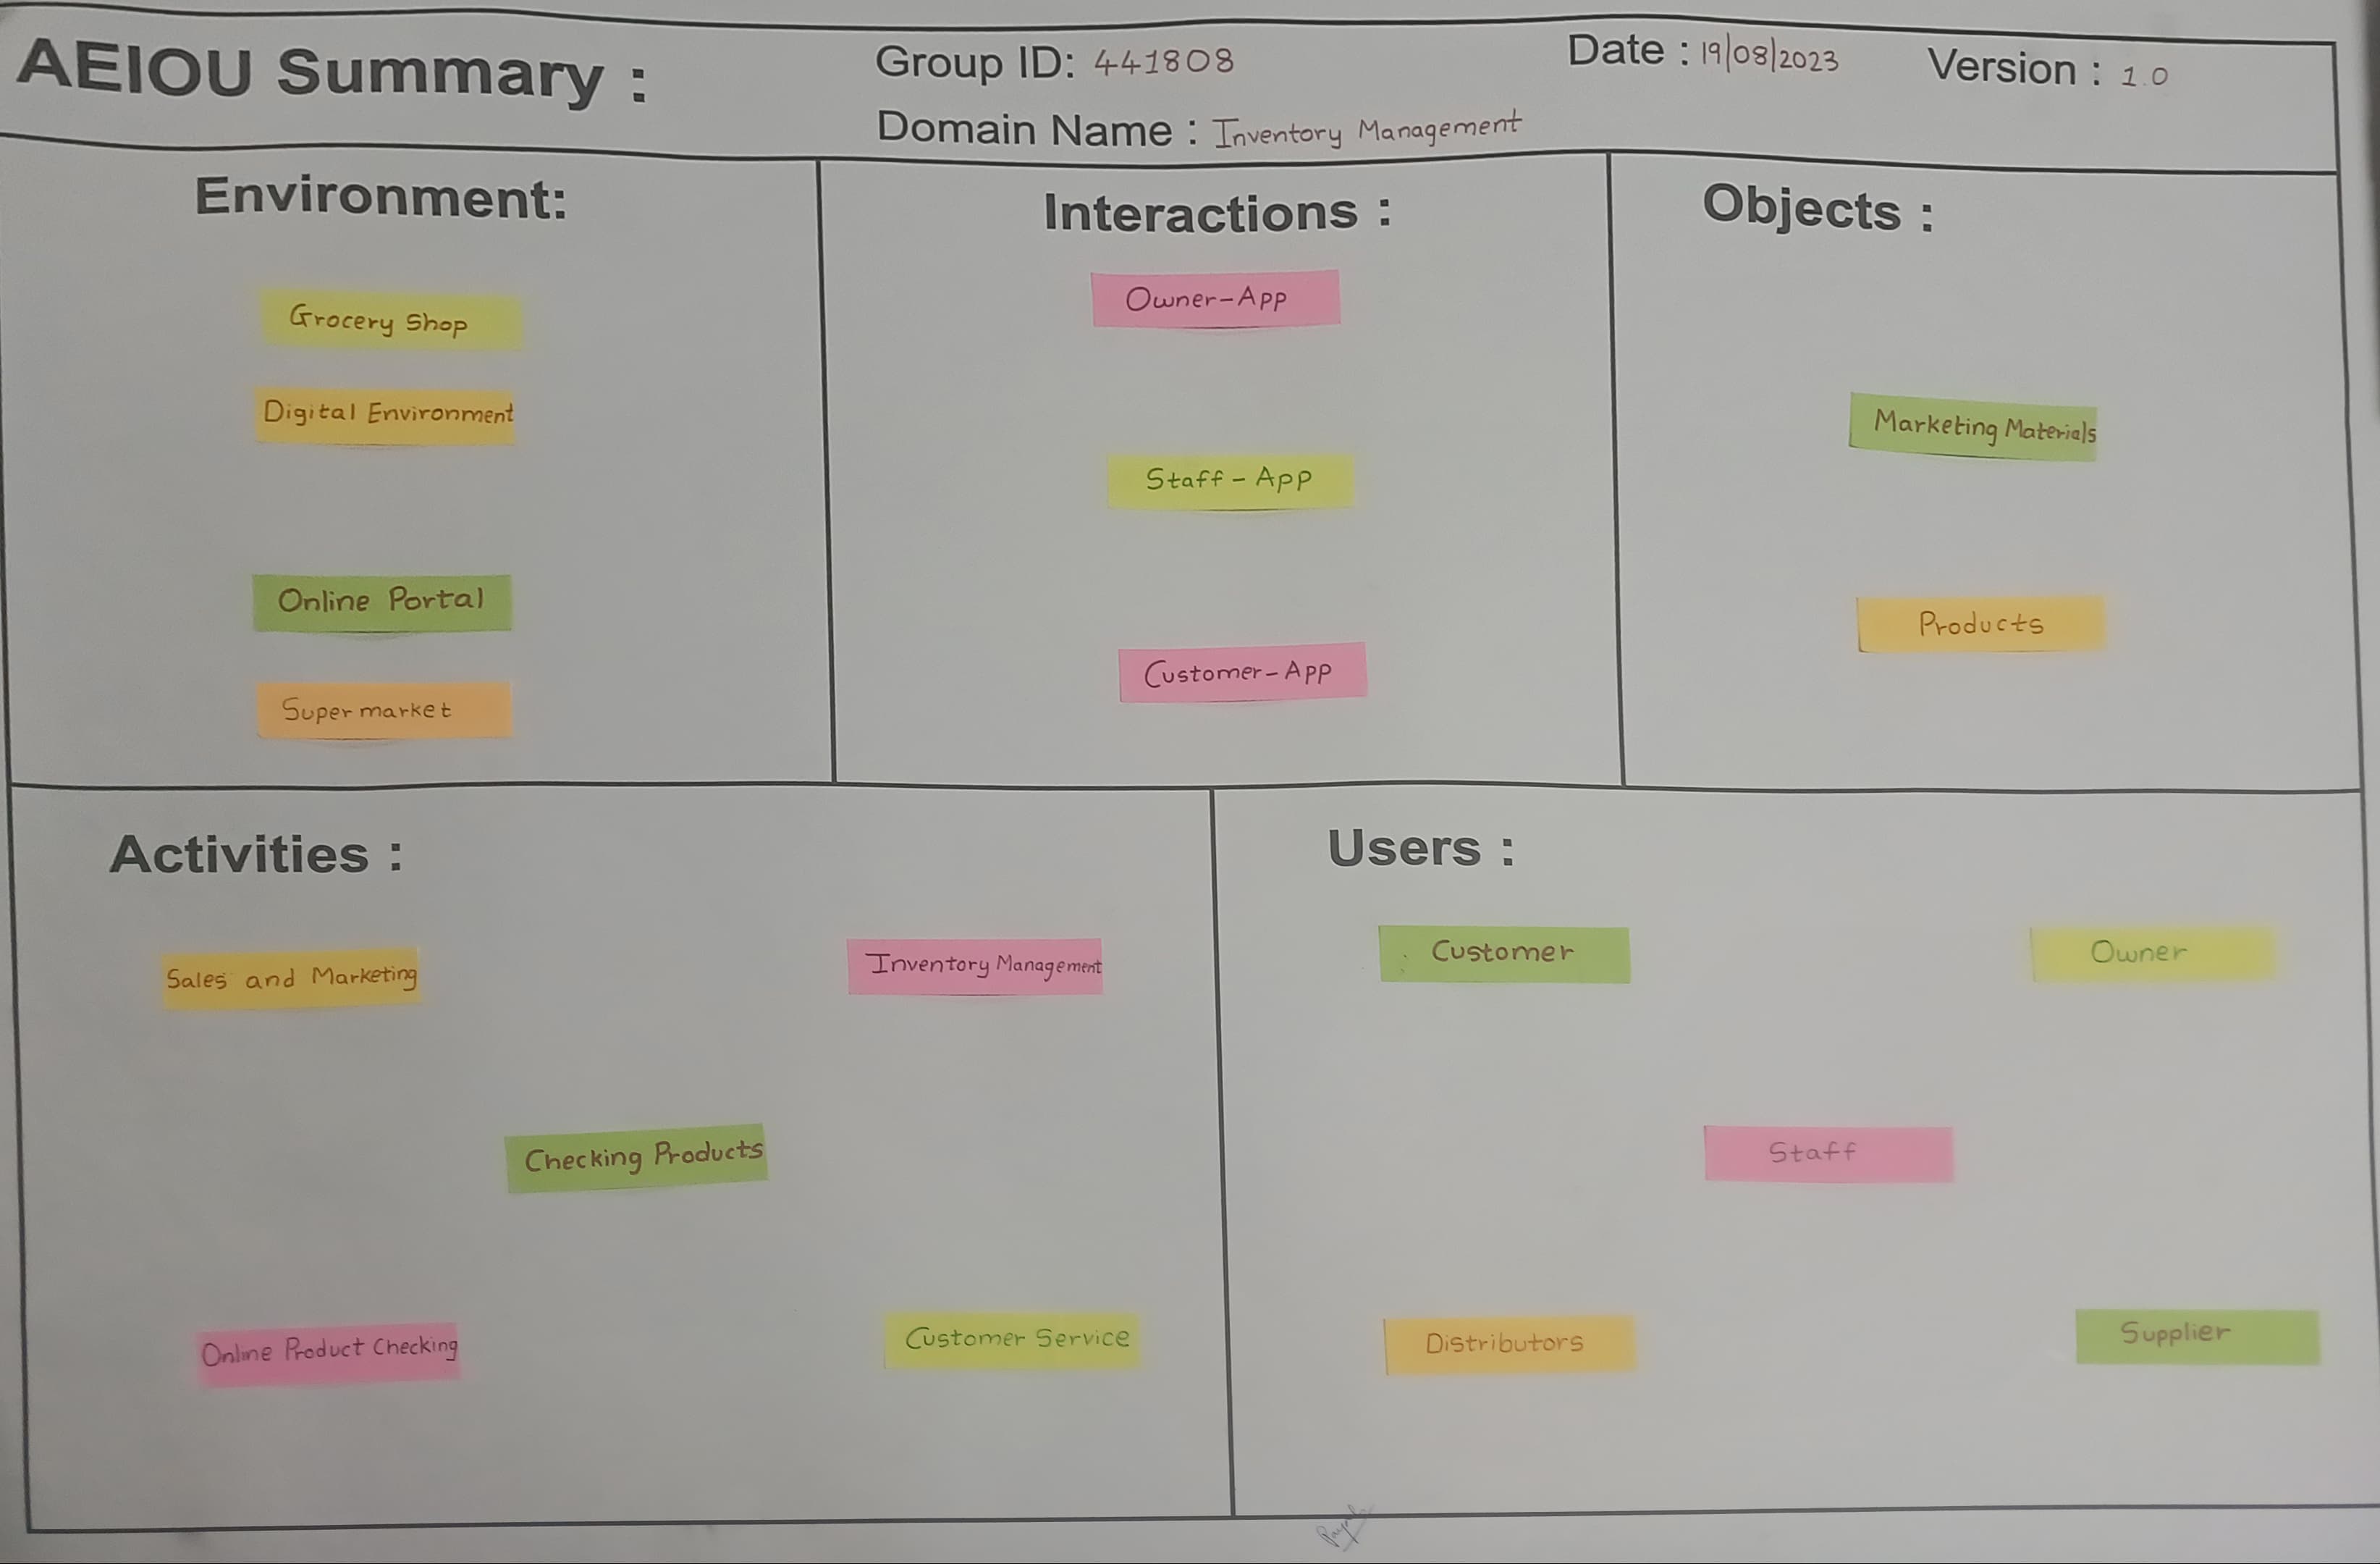 AEIOU Summary :
Group ID: 441808
Date : 19/08/2023
Version : 1.0
Domain Name : Inventory Management
Environment:
Grocery Shop
Digital Environment
Online Portal
Super market
Interactions :
Owner-App
Staff - App
Customer-App
Objects :
Marketing Materials
Products
Activities :
Sales and Marketing
Inventory Management
Checking Products
Online Product Checking
Customer Service
Users :
Customer
Owner
Staff
Distributors
Supplier